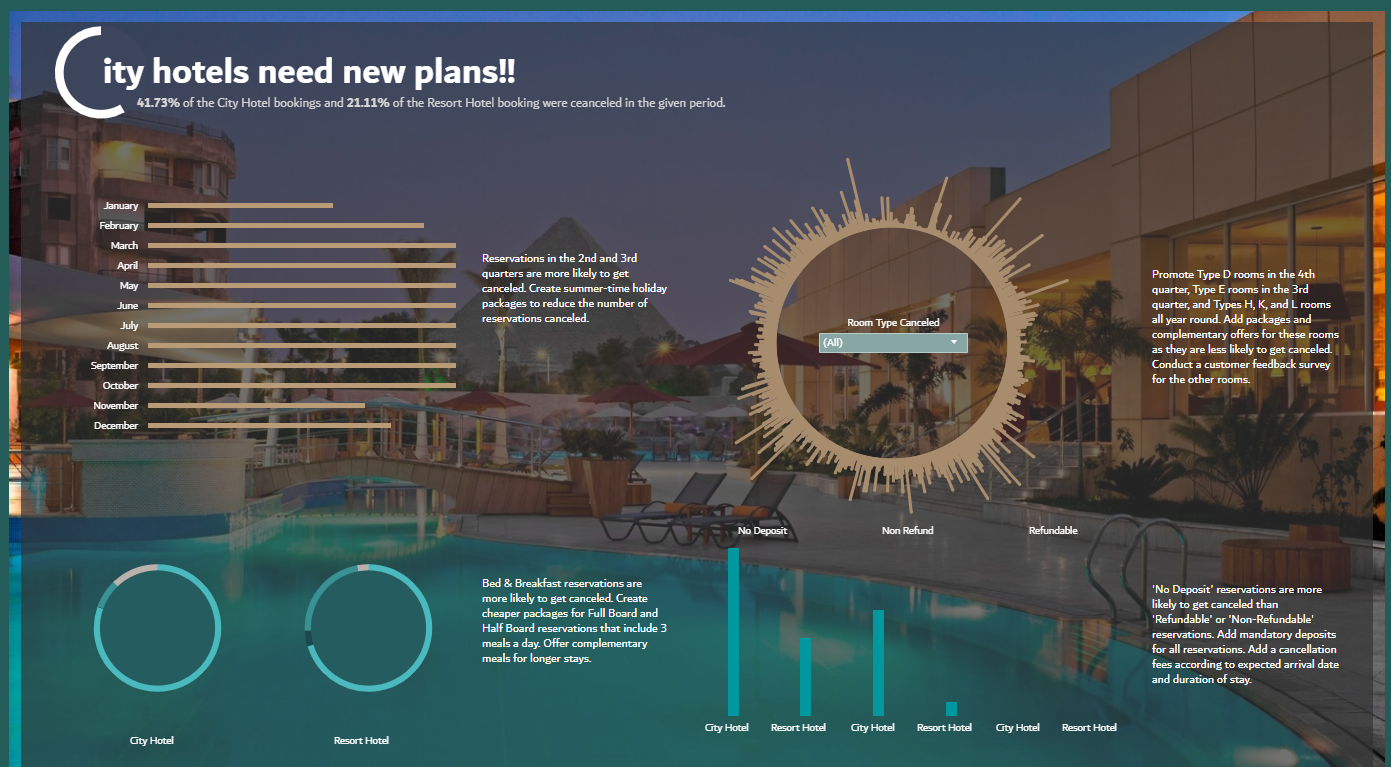 City hotels need new plans!!
41.73% of the City Hotel bookings and 21.11% of the Resort Hotel booking were ceanceled in the given period.
January
February
March
April
May
June
July
August
September
October
November
December
Reservations in the 2nd and 3rd
quarters are more likely to get
canceled. Create summer-time holiday
packages to reduce the number of
reservations canceled.
Room Type Canceled
(All)
Promote Type D rooms in the 4th
quarter, Type E rooms in the 3rd
quarter, and Types H, K, and L rooms
all year round. Add packages and
complementary offers for these rooms
as they are less likely to get canceled.
Conduct a customer feedback survey
for the other rooms.
City Hotel
Resort Hotel
Bed & Breakfast reservations are
more likely to get canceled. Create
cheaper packages for Full Board and
Half Board reservations that include 3
meals a day. Offer complementary
meals for longer stays.
No Deposit
Non Refund
Refundable
City Hotel
Resort Hotel
City Hotel
Resort Hotel
City Hotel
Resort Hotel
'No Deposit' reservations are more
likely to get canceled than
'Refundable' or 'Non-Refundable'
reservations. Add mandatory deposits
for all reservations. Add a cancellation
fees according to expected arrival date
and duration of stay.